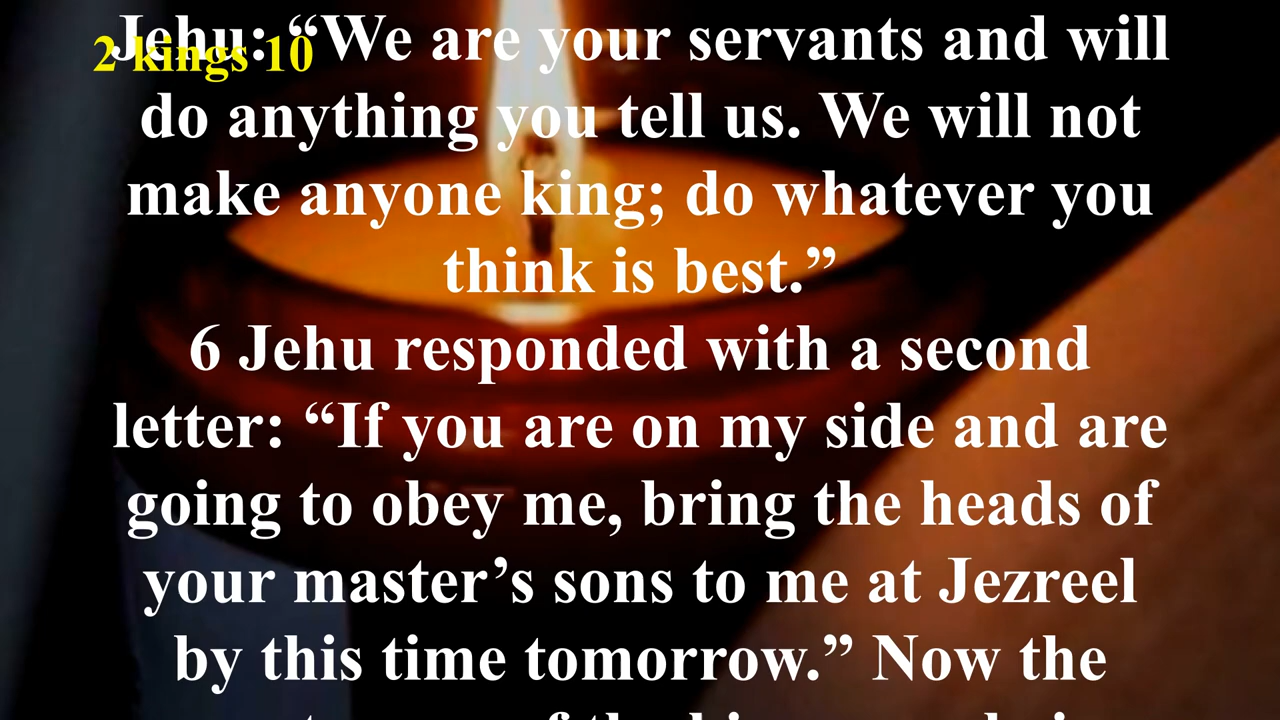 2 kings 10
Jehu: “We are your servants and will
do anything you tell us. We will not
make anyone king; do whatever you
think is best.”
6 Jehu responded with a second
letter: “If you are on my side and are
going to obey me, bring the heads of
your master’s sons to me at Jezreel
by this time tomorrow.” Now the